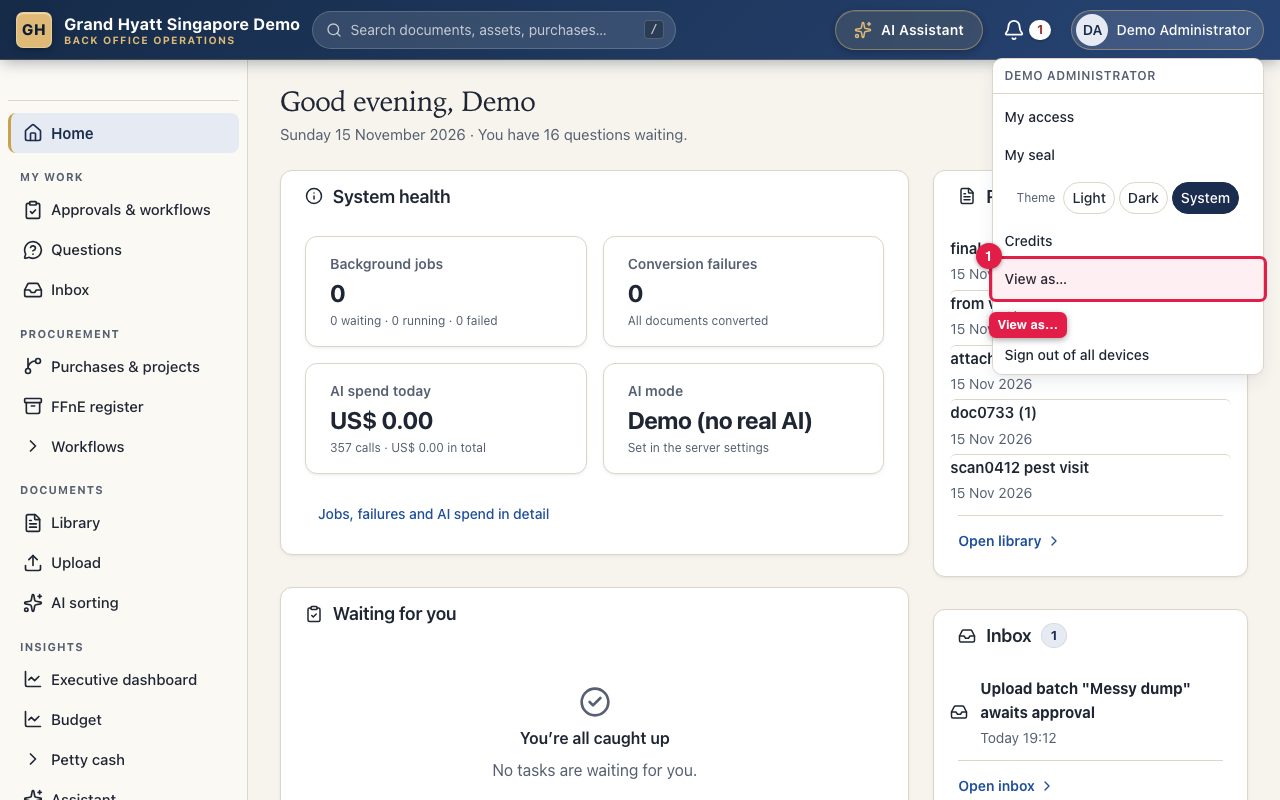 GH
Grand Hyatt Singapore Demo
BACK OFFICE OPERATIONS
Search documents, assets, purchases...
/
AI Assistant
1
DA
Demo Administrator
DEMO ADMINISTRATOR
My access
My seal
Theme
Light
Dark
System
Credits
1
View as...
View as...
Sign out of all devices
Home
MY WORK
Approvals & workflows
Questions
Inbox
PROCUREMENT
Purchases & projects
FFnE register
Workflows
DOCUMENTS
Library
Upload
AI sorting
INSIGHTS
Executive dashboard
Budget
Petty cash
Assistant
Good evening, Demo
Sunday 15 November 2026 · You have 16 questions waiting.
System health
Background jobs
0
0 waiting · 0 running · 0 failed
Conversion failures
0
All documents converted
AI spend today
US$ 0.00
357 calls · US$ 0.00 in total
AI mode
Demo (no real AI)
Set in the server settings
Jobs, failures and AI spend in detail
Waiting for you
You’re all caught up
No tasks are waiting for you.
final
15 Nov
from
15 Nov
attach
15 Nov 2026
doc0733 (1)
15 Nov 2026
scan0412 pest visit
15 Nov 2026
Open library
Inbox
1
Upload batch "Messy dump"
awaits approval
Today 19:12
Open inbox